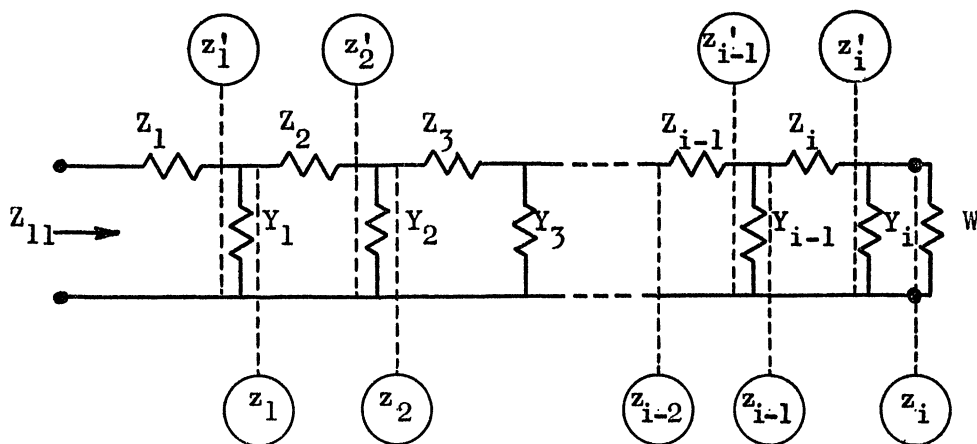 z'₁ z'₂ z'ᵢ₋₁ z'ᵢ
Z₁ Z₂ Z₃ Zᵢ₋₁ Zᵢ
Z₁₁ Y₁ Y₂ Y₃ Yᵢ₋₁ Yᵢ W
z₁ z₂ zᵢ₋₂ zᵢ₋₁ zᵢ